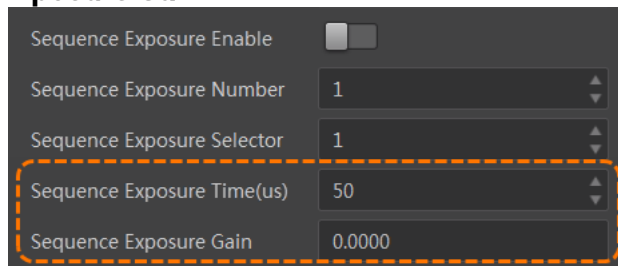 Sequence Exposure Enable
Sequence Exposure Number 1
Sequence Exposure Selector 1
Sequence Exposure Time(us) 50
Sequence Exposure Gain 0.0000